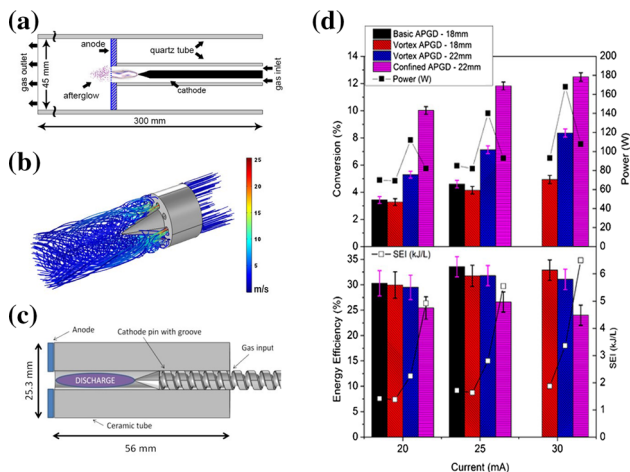 (a)
anode
quartz tube
gas outlet
45 mm
gas inlet
afterglow
cathode
300 mm
(b)
25
20
15
10
5
m/s
(c)
Anode
Cathode pin with groove
Gas input
25.3 mm
DISCHARGE
Ceramic tube
56 mm
(d)
Basic APGD - 18mm
Vortex APGD - 18mm
Vortex APGD - 22mm
Confined APGD - 22mm
Power (W)
Conversion (%)
14
12
10
8
6
4
2
0
Power (W)
200
180
160
140
120
100
80
60
40
20
0
SEI (kJ/L)
Energy Efficiency (%)
35
30
25
20
15
10
5
0
SEI (kJ/L)
6
5
4
3
2
1
0
20
25
30
Current (mA)